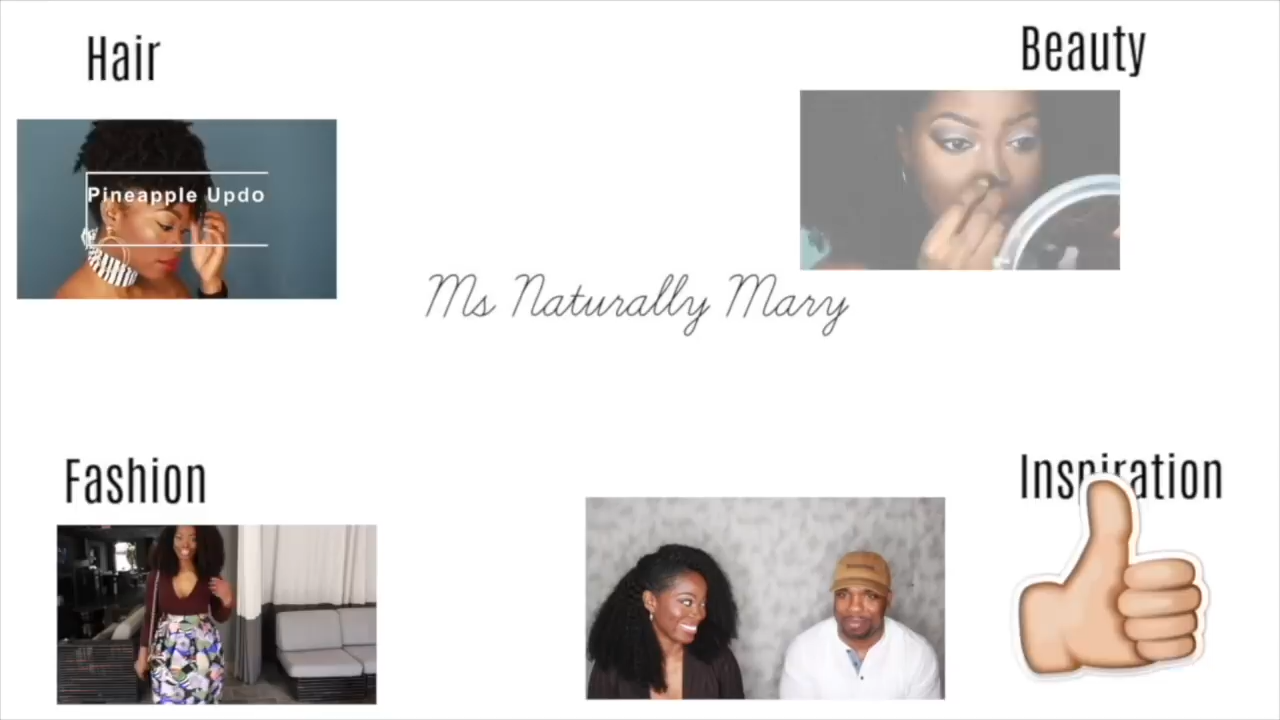 Hair
Beauty
Pineapple Updo
Ms Naturally Mary
Fashion
Inspiration